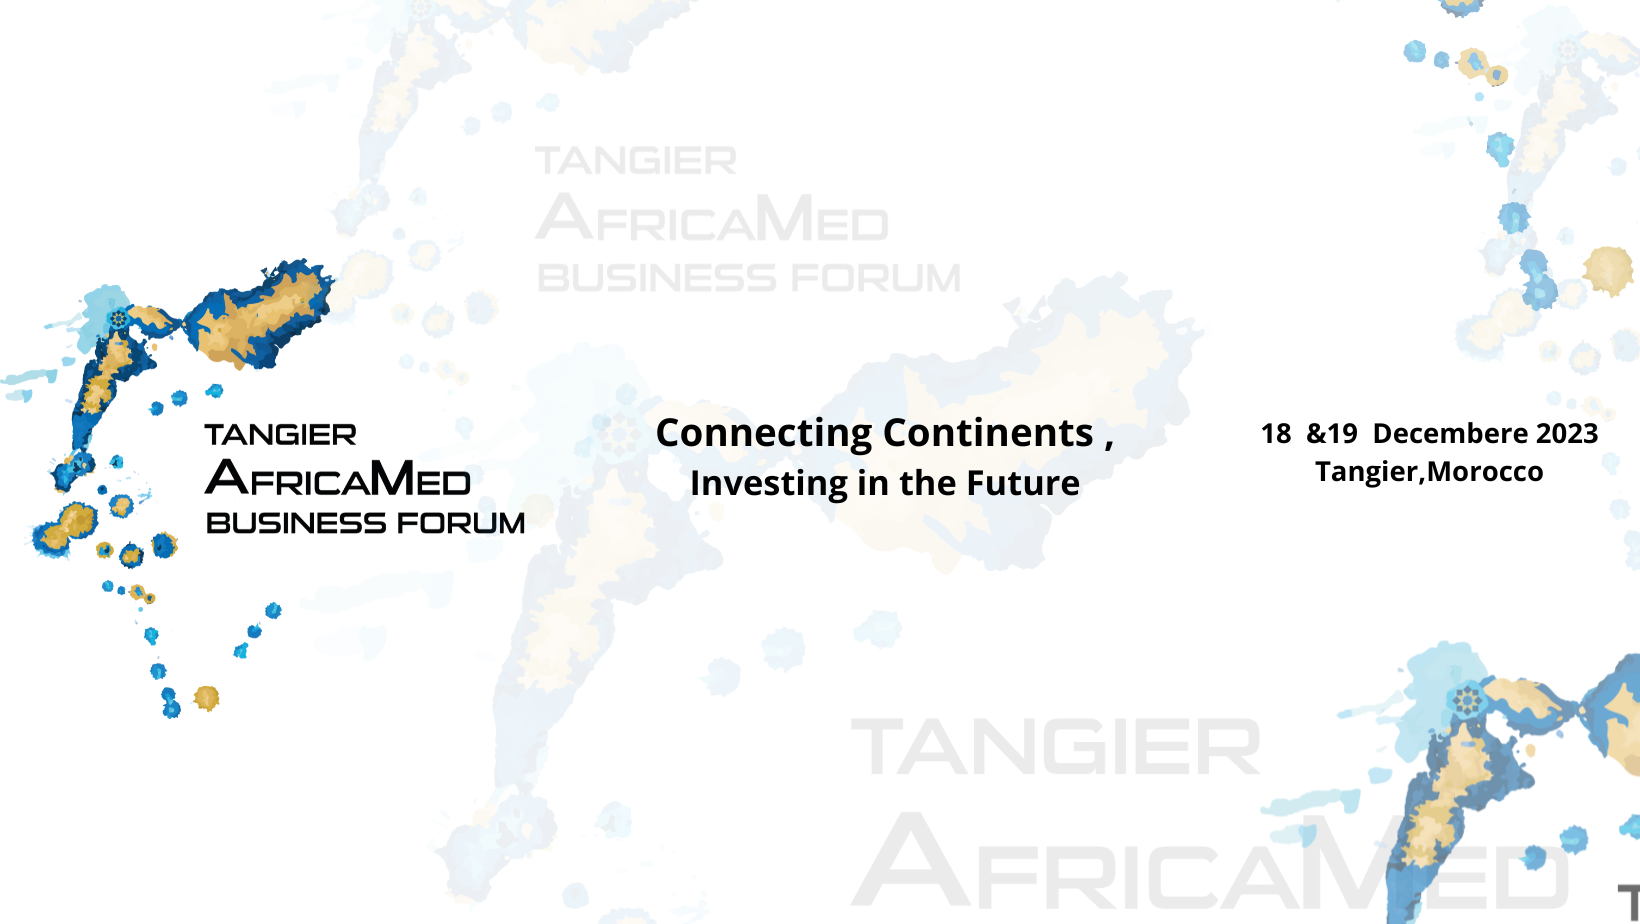 TANGIER
AFRICAMED
BUSINESS FORUM
TANGIER
AFRICAMED
BUSINESS FORUM
Connecting Continents ,
Investing in the Future
18 &19 Decembere 2023
Tangier,Morocco
TANGIER
AFRICAMED
T